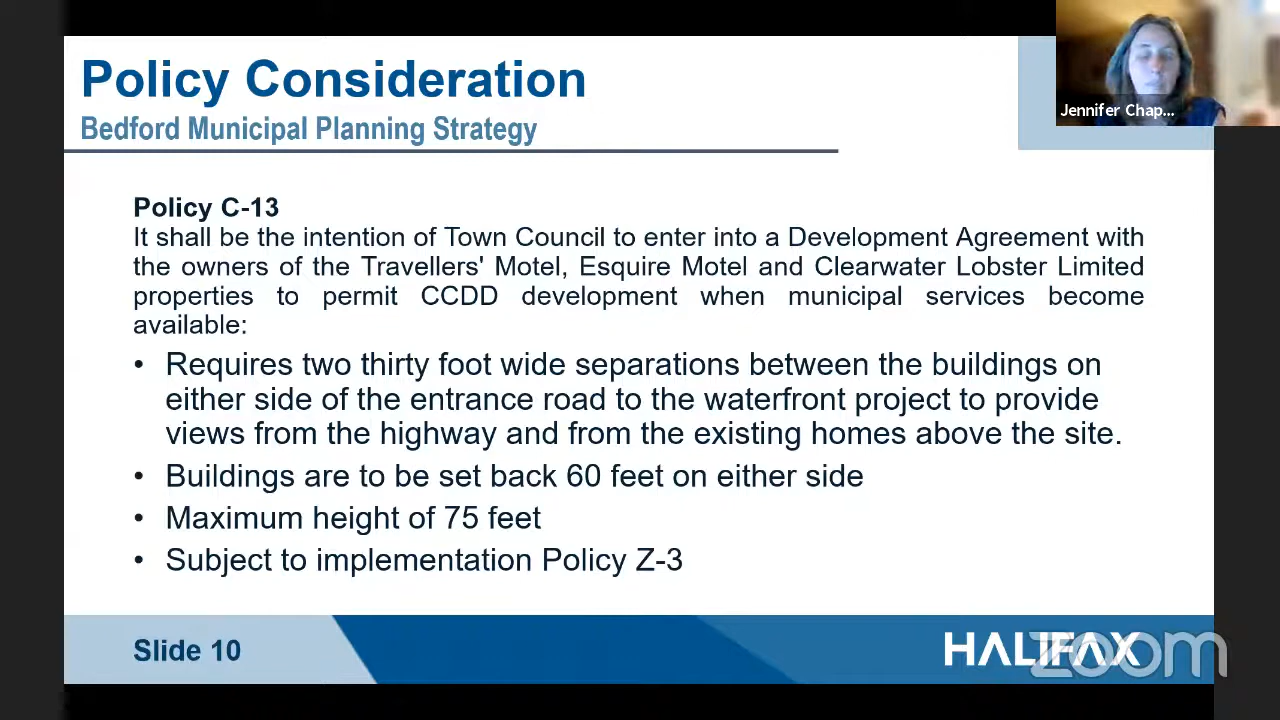 Policy Consideration
Bedford Municipal Planning Strategy
Jennifer Chap...
Policy C-13
It shall be the intention of Town Council to enter into a Development Agreement with
the owners of the Travellers' Motel, Esquire Motel and Clearwater Lobster Limited
properties to permit CCDD development when municipal services become
available:
• Requires two thirty foot wide separations between the buildings on
either side of the entrance road to the waterfront project to provide
views from the highway and from the existing homes above the site.
• Buildings are to be set back 60 feet on either side
• Maximum height of 75 feet
• Subject to implementation Policy Z-3
Slide 10
HALIFAX
zoom